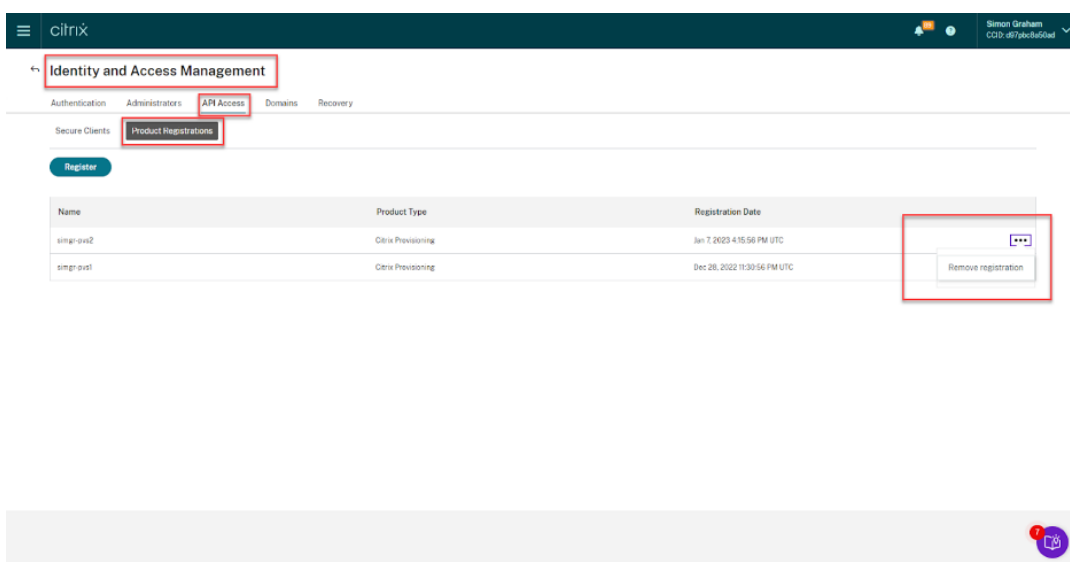 citrix
Simon Graham
CCID: d97pbc8a50ad
Identity and Access Management
Authentication Administrators API Access Domains Recovery
Secure Clients Product Registrations
Register
Name Product Type Registration Date
simgr-pvs2 Citrix Provisioning Jan 7, 2023 4:15:56 PM UTC
simgr-pvs1 Citrix Provisioning Dec 28, 2022 11:30:56 PM UTC
Remove registration
7